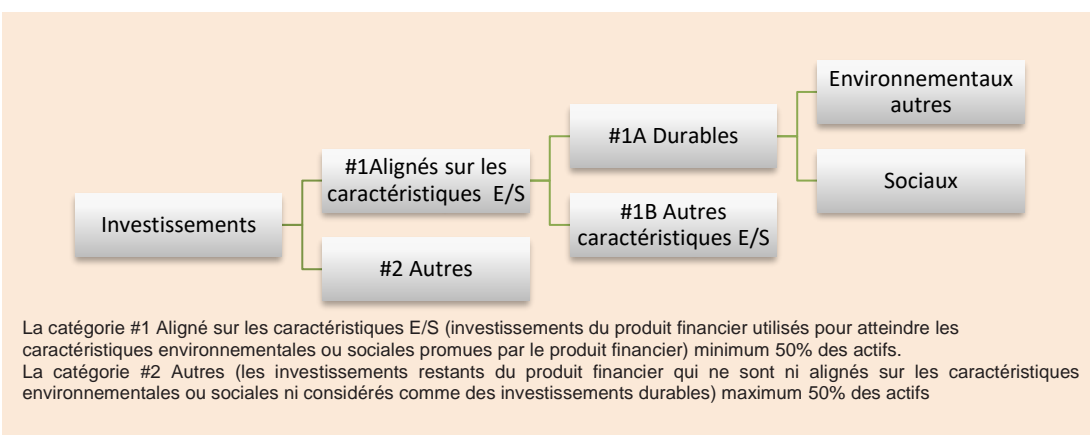 Environnementaux
autres
#1A Durables
#1Alignés sur les
caractéristiques E/S
Sociaux
#1B Autres
caractéristiques E/S
Investissements
#2 Autres
La catégorie #1 Aligné sur les caractéristiques E/S (investissements du produit financier utilisés pour atteindre les
caractéristiques environnementales ou sociales promues par le produit financier) minimum 50% des actifs.
La catégorie #2 Autres (les investissements restants du produit financier qui ne sont ni alignés sur les caractéristiques
environnementales ou sociales ni considérés comme des investissements durables) maximum 50% des actifs